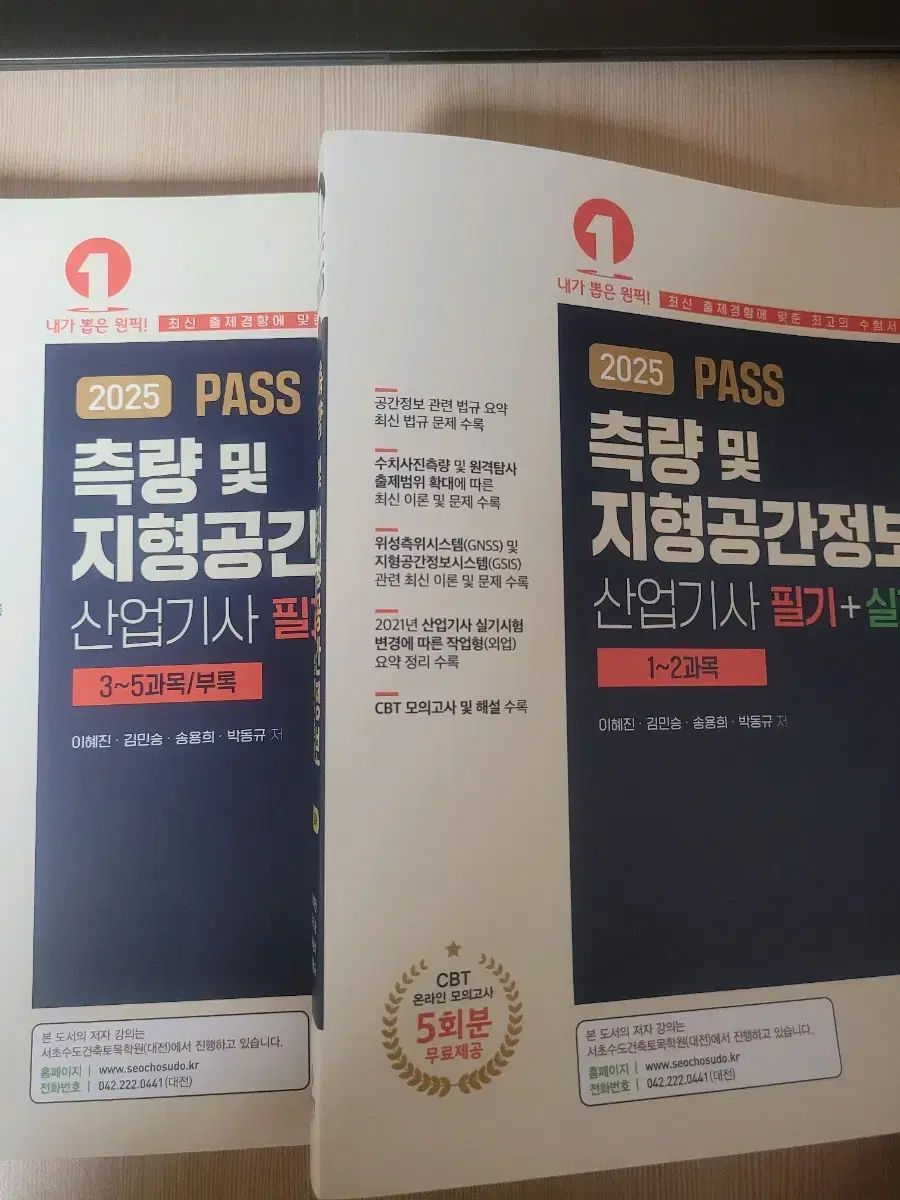 1
내가 뽑은 원픽!
최신 출제경향에 맞춘
2025 PASS
측량 및
지형공간
산업기사 필기
3~5과목/부록
이혜진 · 김민승 · 송용희 · 박동규 저
본 도서의 저자 강의는
서초수도건축토목학원(대전)에서 진행하고 있습니다.
홈페이지 | www.seochosudo.kr
전화번호 | 042.222.0441(대전)
공간정보 관련 법규 요약
최신 법규 문제 수록
수치사진측량 및 원격탐사
출제범위 확대에 따른
최신 이론 및 문제 수록
위성측위시스템(GNSS) 및
지형공간정보시스템(GSIS)
관련 최신 이론 및 문제 수록
2021년 산업기사 실기시험
변경에 따른 작업형(외업)
요약 정리 수록
CBT 모의고사 및 해설 수록
CBT
온라인 모의고사
5회분
무료제공
1
내가 뽑은 원픽!
최신 출제경향에 맞춘 최고의 수험서
2025 PASS
측량 및
지형공간정보
산업기사 필기+실
1~2과목
이혜진 · 김민승 · 송용희 · 박동규 저
본 도서의 저자 강의는
서초수도건축토목학원(대전)에서 진행하고 있습니다.
홈페이지 | www.seochosudo.kr
전화번호 | 042.222.0441(대전)